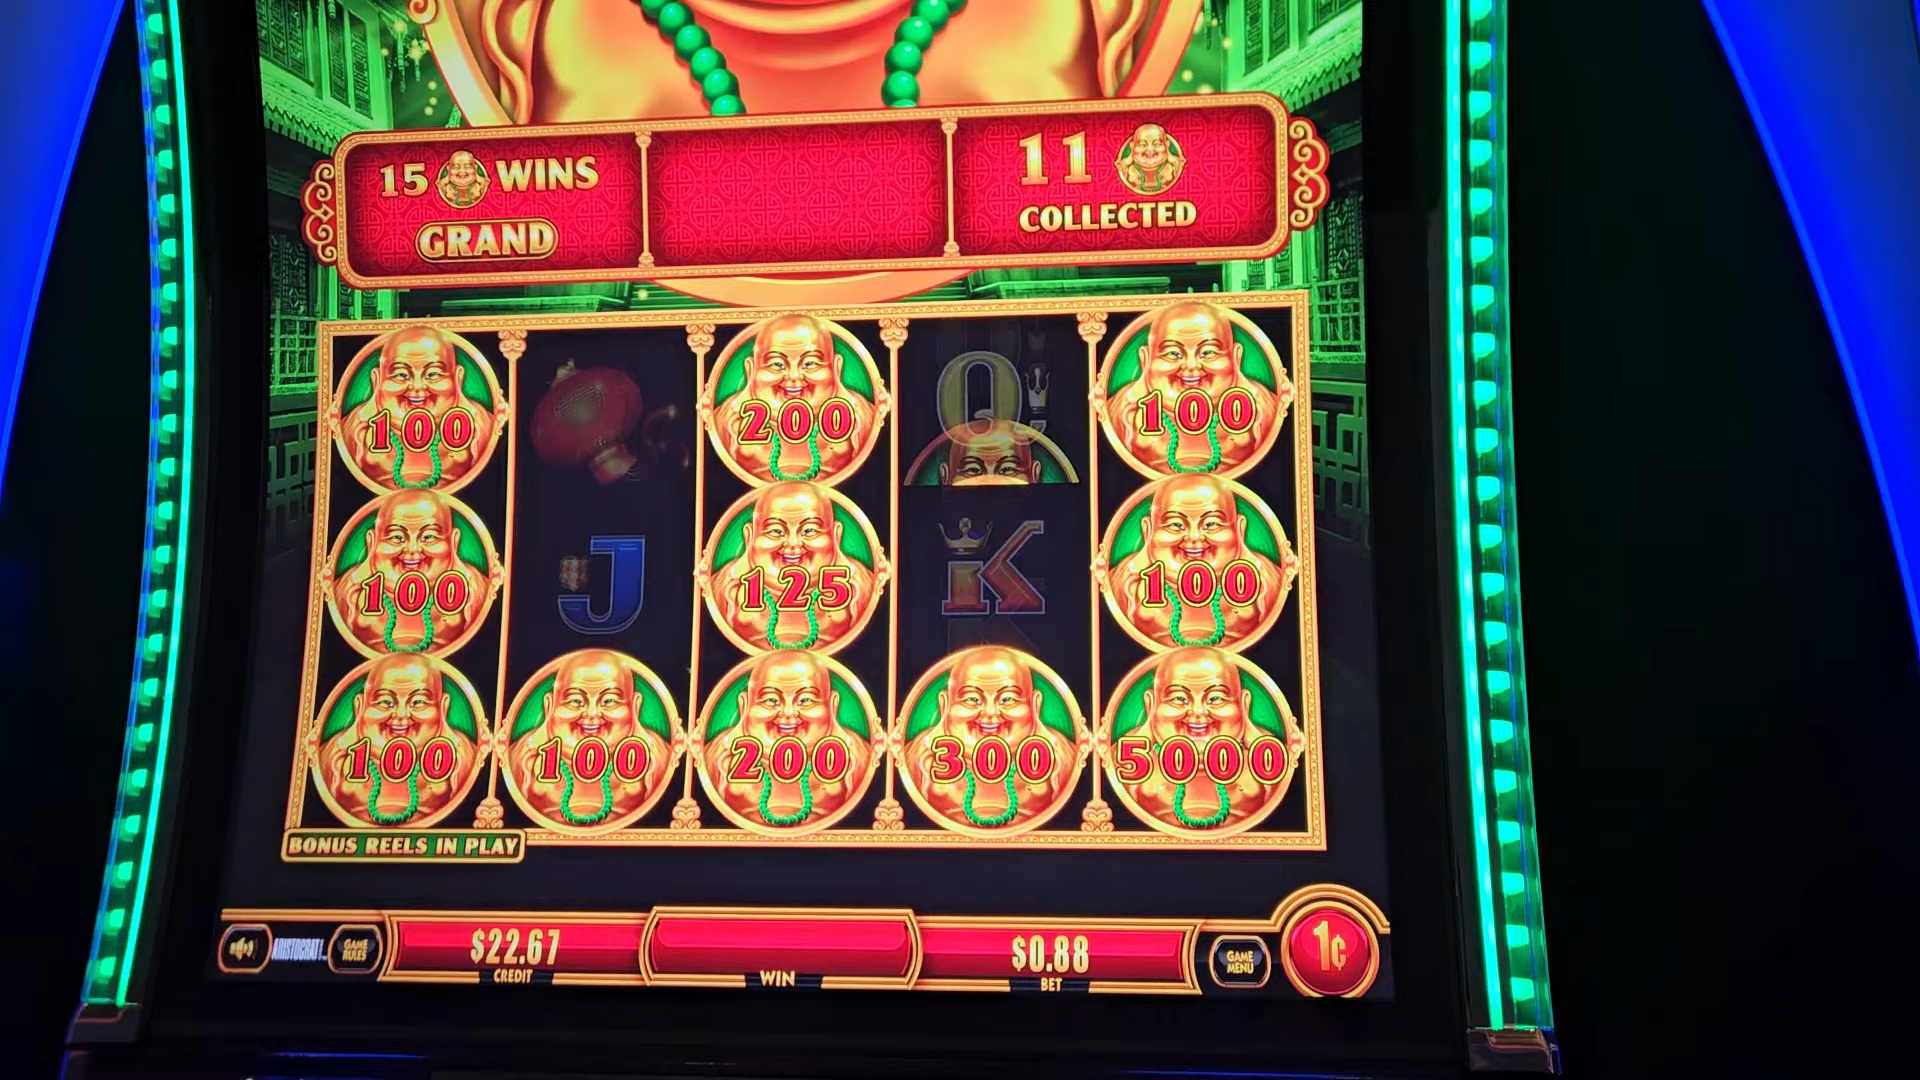 15 WINS
GRAND
11
COLLECTED
100
200
Q
100
100
J
125
K
100
100
100
200
300
5000
BONUS REELS IN PLAY
ARISTOCRAT
GAME
RULES
$22.67
CREDIT
WIN
$0.88
BET
GAME
MENU
1¢